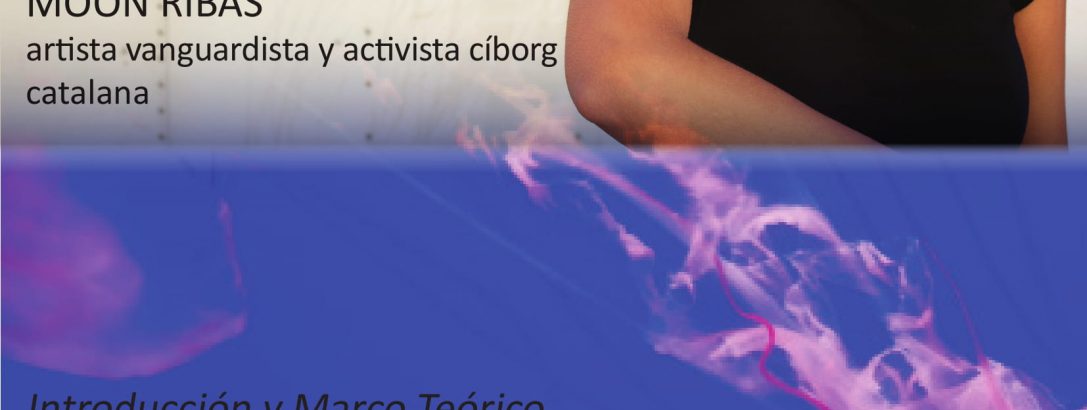 MOON RIBAS
artista vanguardista y activista cíborg
catalana
Introducción y Marco Teórico